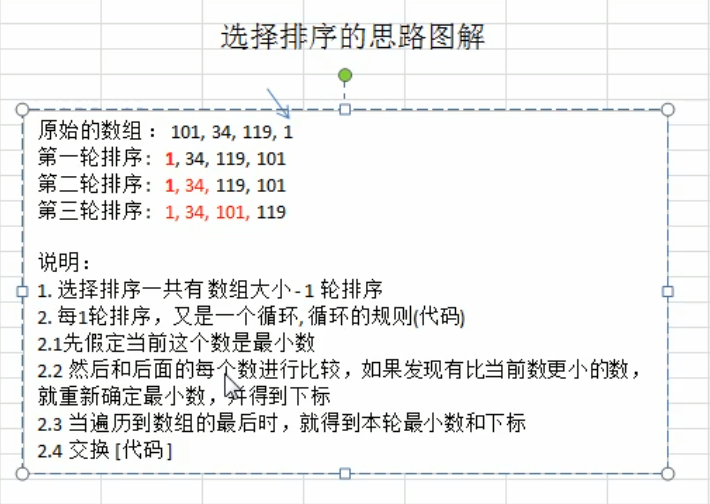 选择排序的思路图解
原始的数组： 101, 34, 119, 1
第一轮排序: 1, 34, 119, 101
第二轮排序: 1, 34, 119, 101
第三轮排序: 1, 34, 101, 119
说明：
1. 选择排序一共有 数组大小 - 1 轮排序
2. 每1轮排序，又是一个循环, 循环的规则(代码)
2.1先假定当前这个数是最小数
2.2 然后和后面的每个数进行比较，如果发现有比当前数更小的数，
就重新确定最小数，并得到下标
2.3 当遍历到数组的最后时，就得到本轮最小数和下标
2.4 交换 [代码]